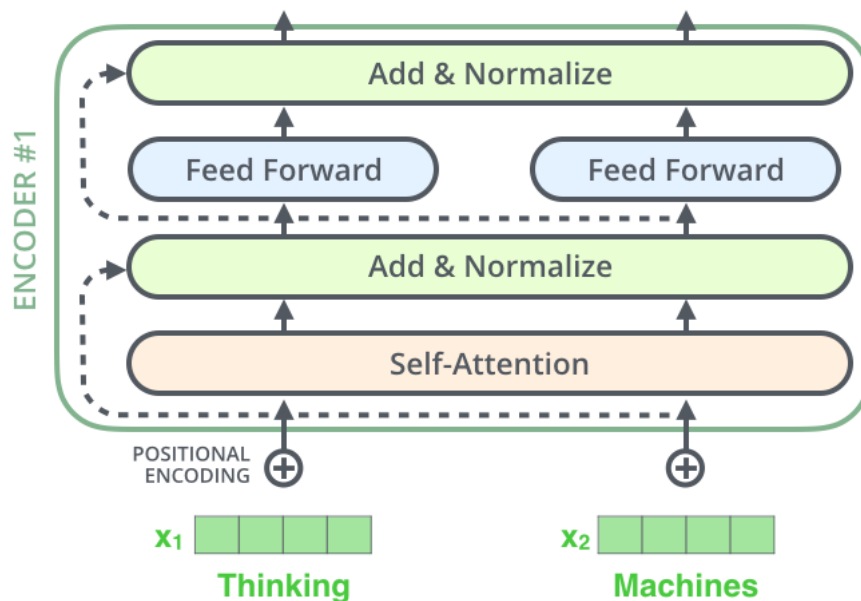 ENCODER #1
Add & Normalize
Feed Forward
Feed Forward
Add & Normalize
Self-Attention
POSITIONAL
ENCODING
x1
x2
Thinking
Machines